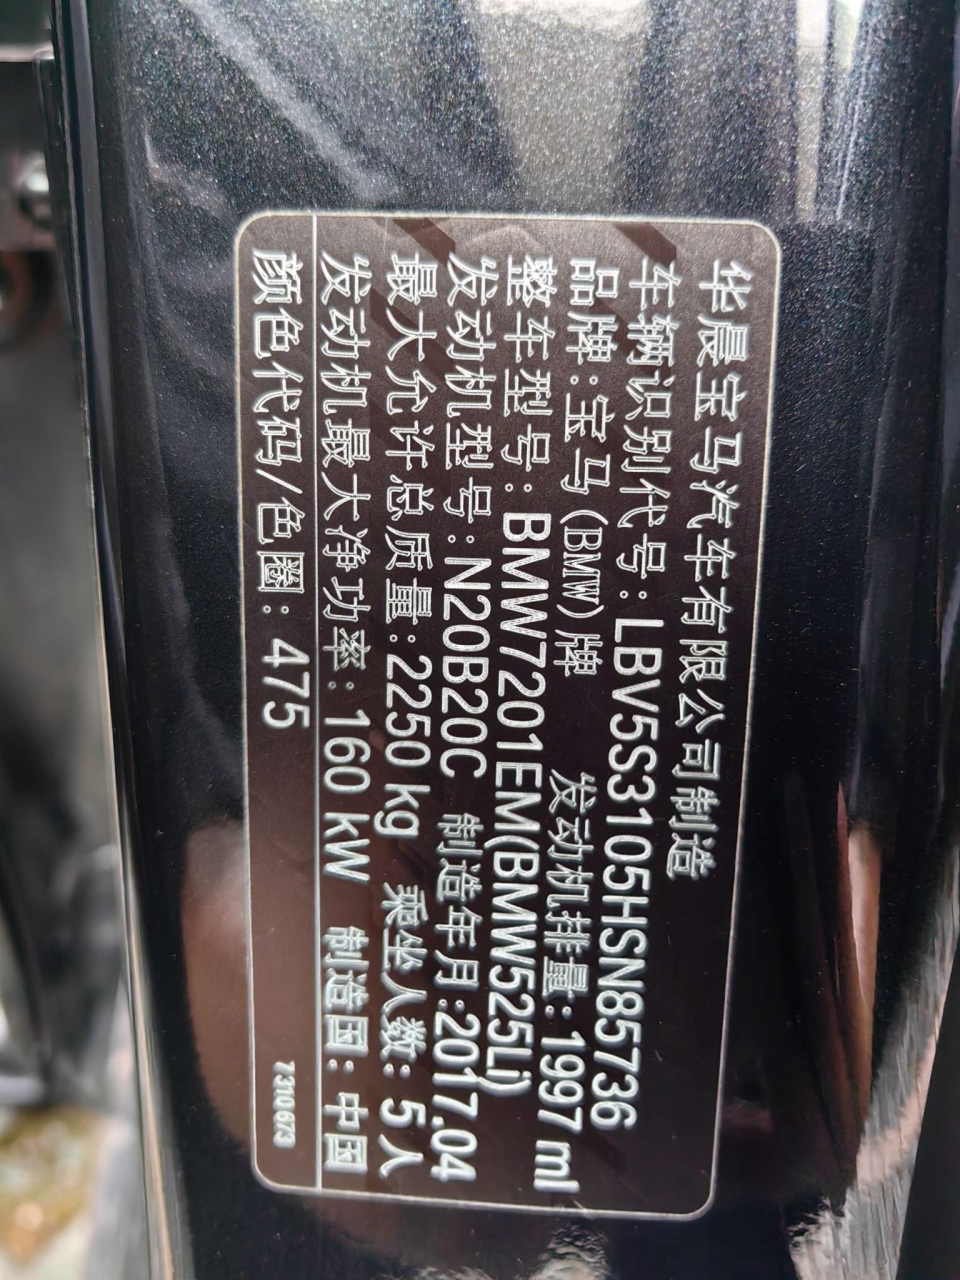 华晨宝马汽车有限公司制造
车辆识别代号:LBV5S3105HSN85736
品牌:宝马(BMW)牌 发动机排量:1997 ml
整车型号:BMW7201EM(BMW525Li)
发动机型号:N20B20C 制造年月:2017.04
最大允许总质量:2250 kg 乘坐人数:5人
发动机最大净功率:160 kW 制造国:中国
颜色代码/色圈:475
7 310 673